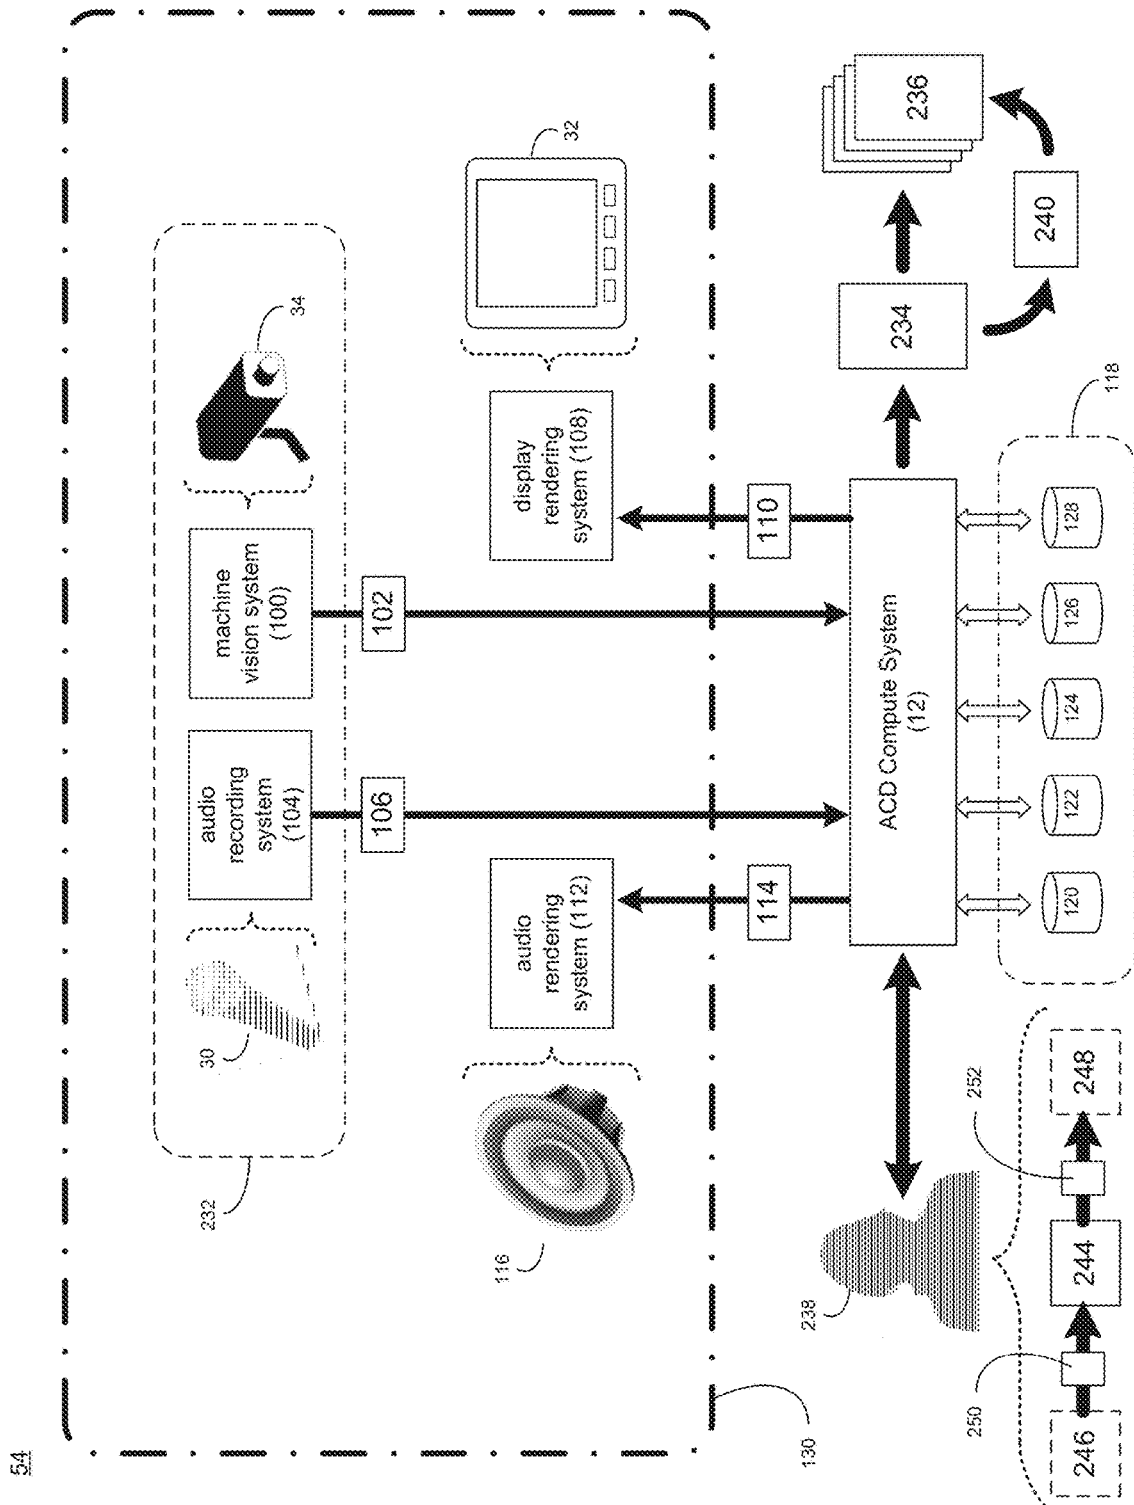 54
232
30
audio
recording
system
(104)
machine
vision system
(100)
34
106
102
116
audio
rendering
system (112)
display
rendering
system (108)
32
130
114
110
238
ACD Compute System
(12)
234
236
240
118
120
122
124
126
128
250
252
246
244
248